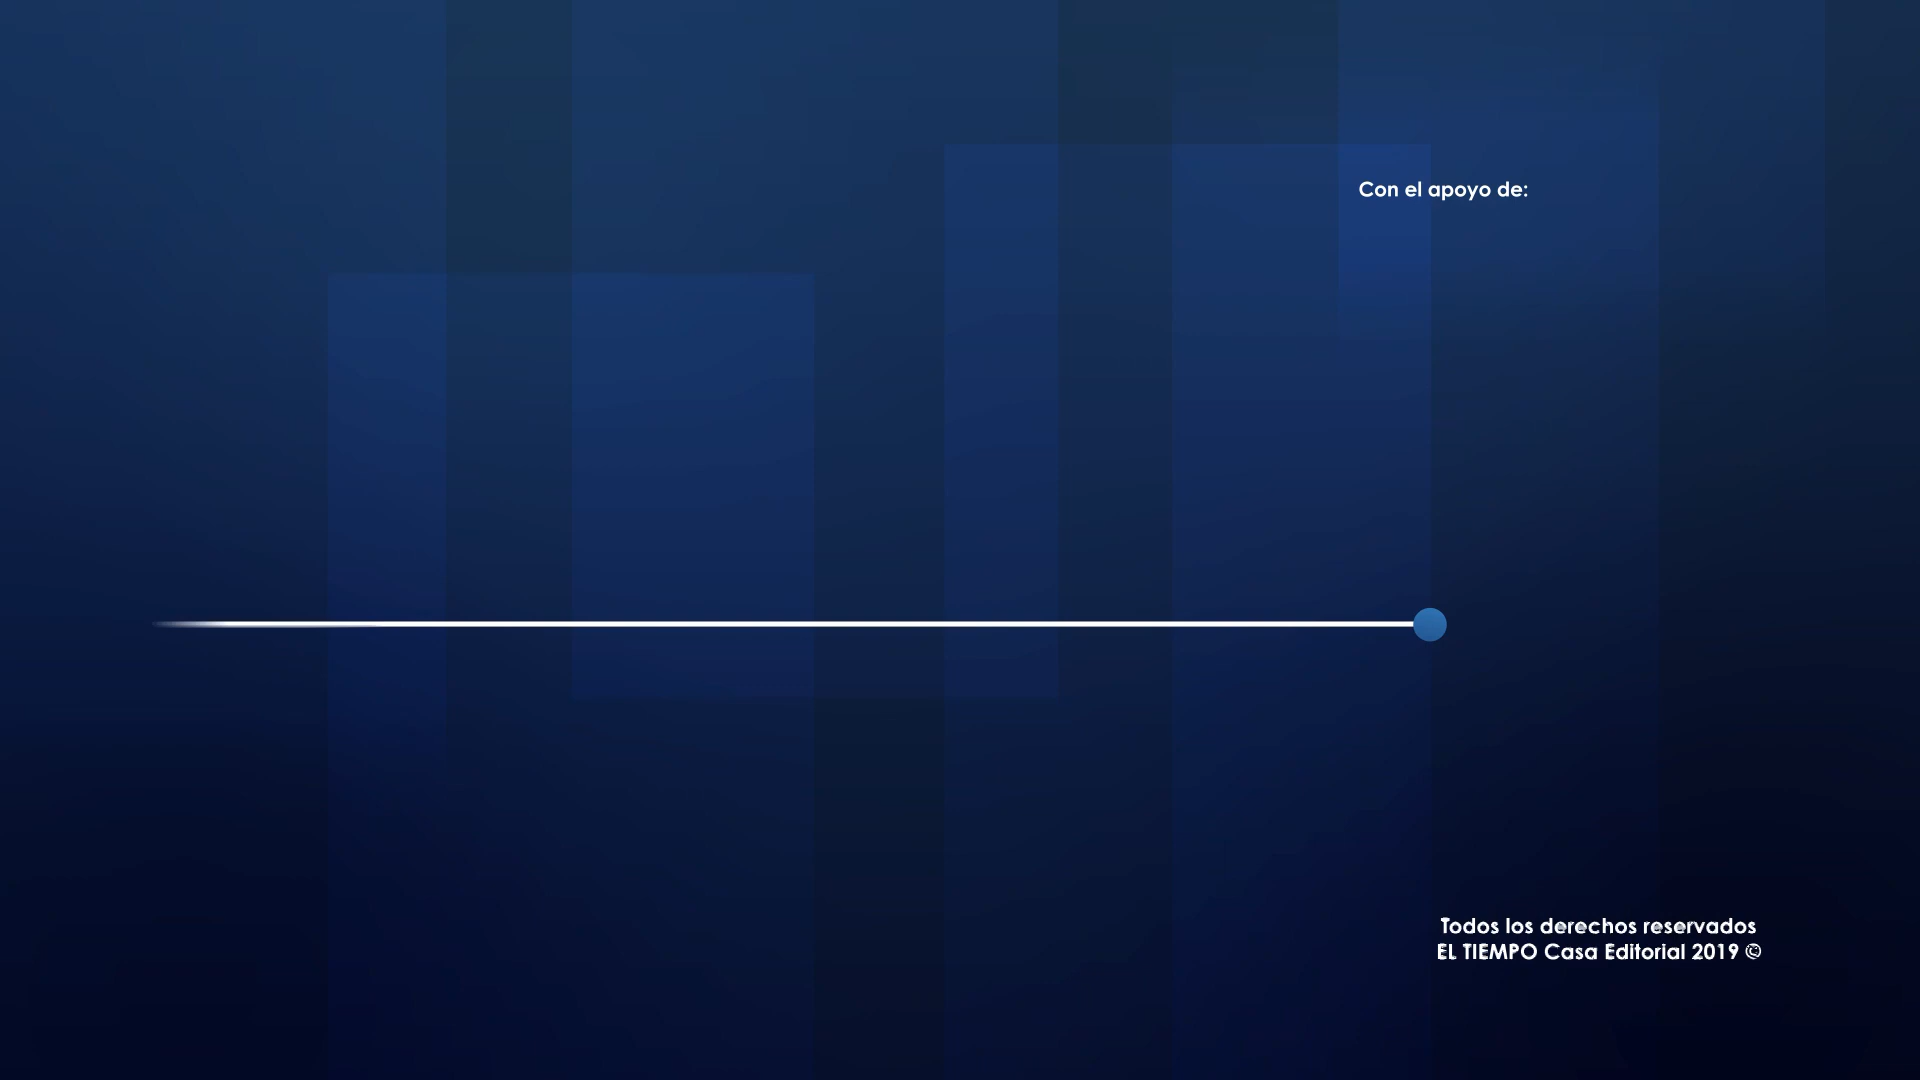 Con el apoyo de:
Todos los derechos reservados
EL TIEMPO Casa Editorial 2019 ©